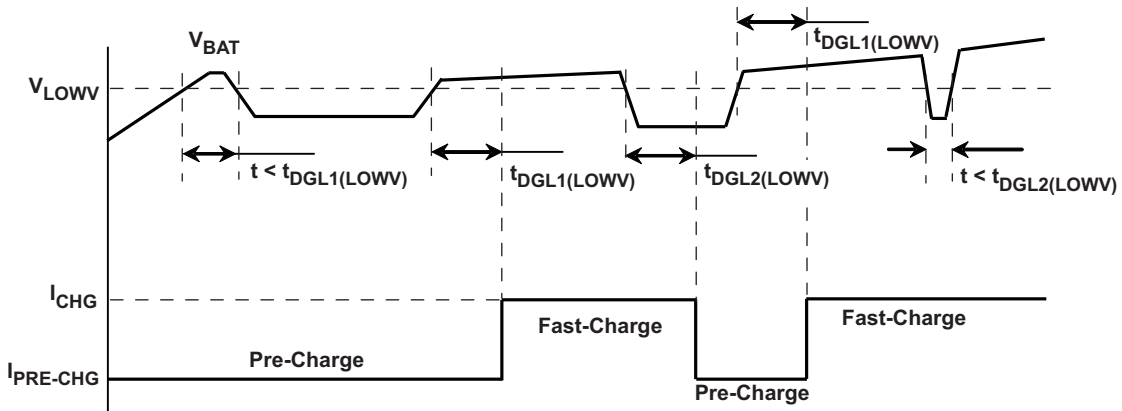 t_DGL1(LOWV)
V_BAT
V_LOWV
t < t_DGL1(LOWV)
t_DGL1(LOWV)
t_DGL2(LOWV)
t < t_DGL2(LOWV)
I_CHG
Fast-Charge
Fast-Charge
Pre-Charge
I_PRE-CHG
Pre-Charge